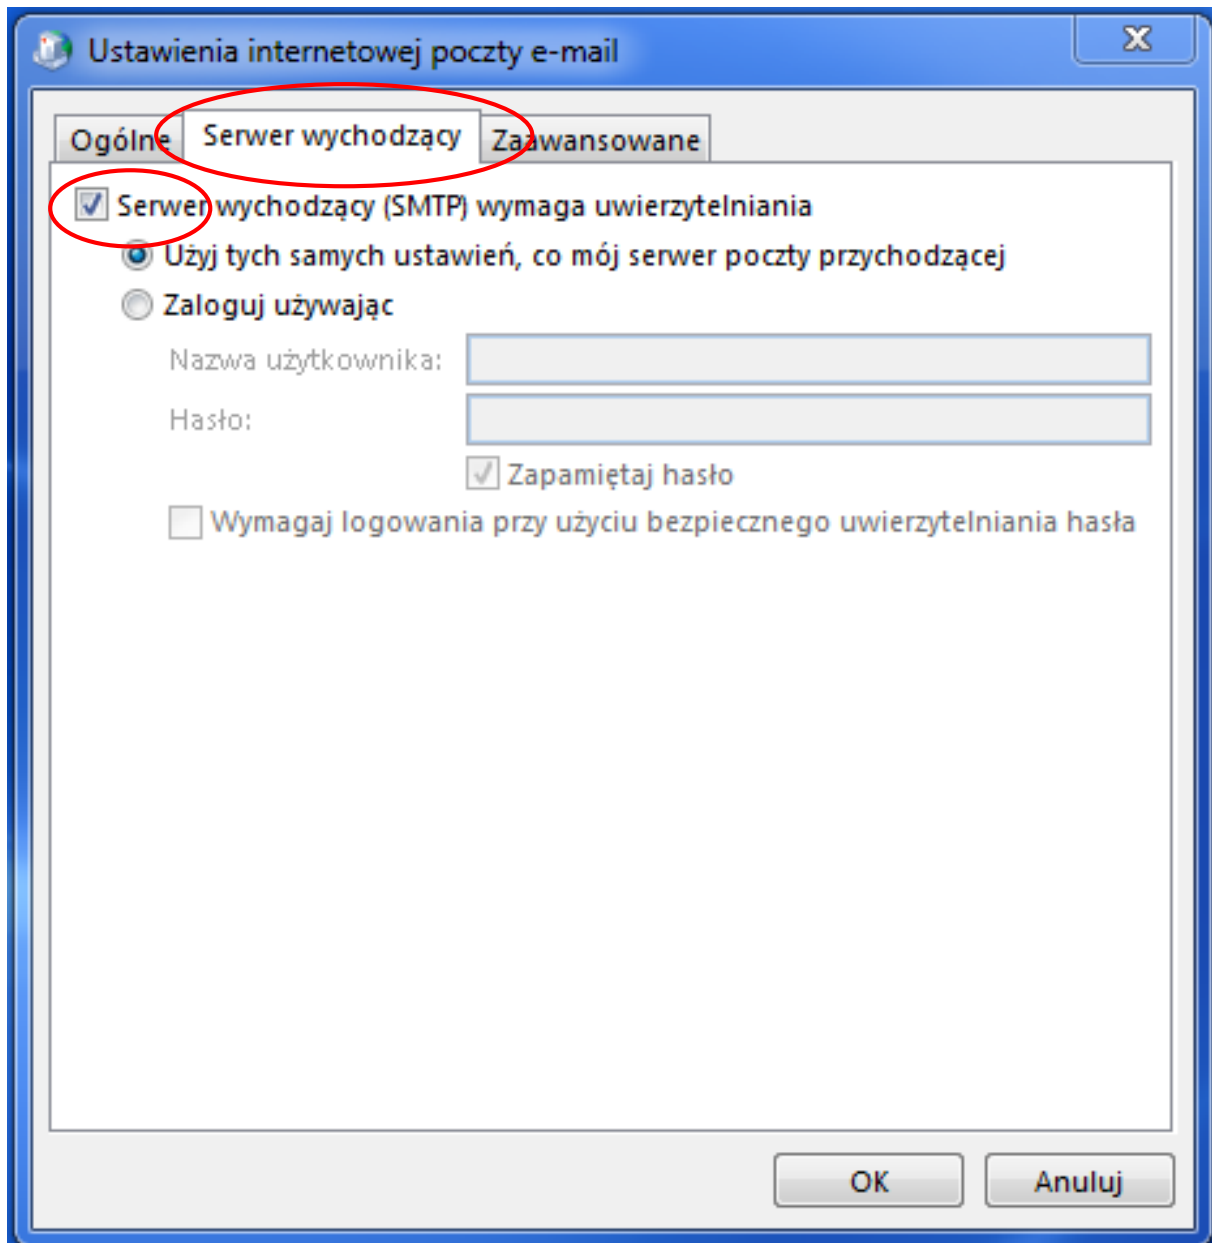 Ustawienia internetowej poczty e-mail
Ogólne Serwer wychodzący Zaawansowane
Serwer wychodzący (SMTP) wymaga uwierzytelniania
Użyj tych samych ustawień, co mój serwer poczty przychodzącej
Zaloguj używając
Nazwa użytkownika:
Hasło:
Zapamiętaj hasło
Wymagaj logowania przy użyciu bezpiecznego uwierzytelniania hasła
OK Anuluj